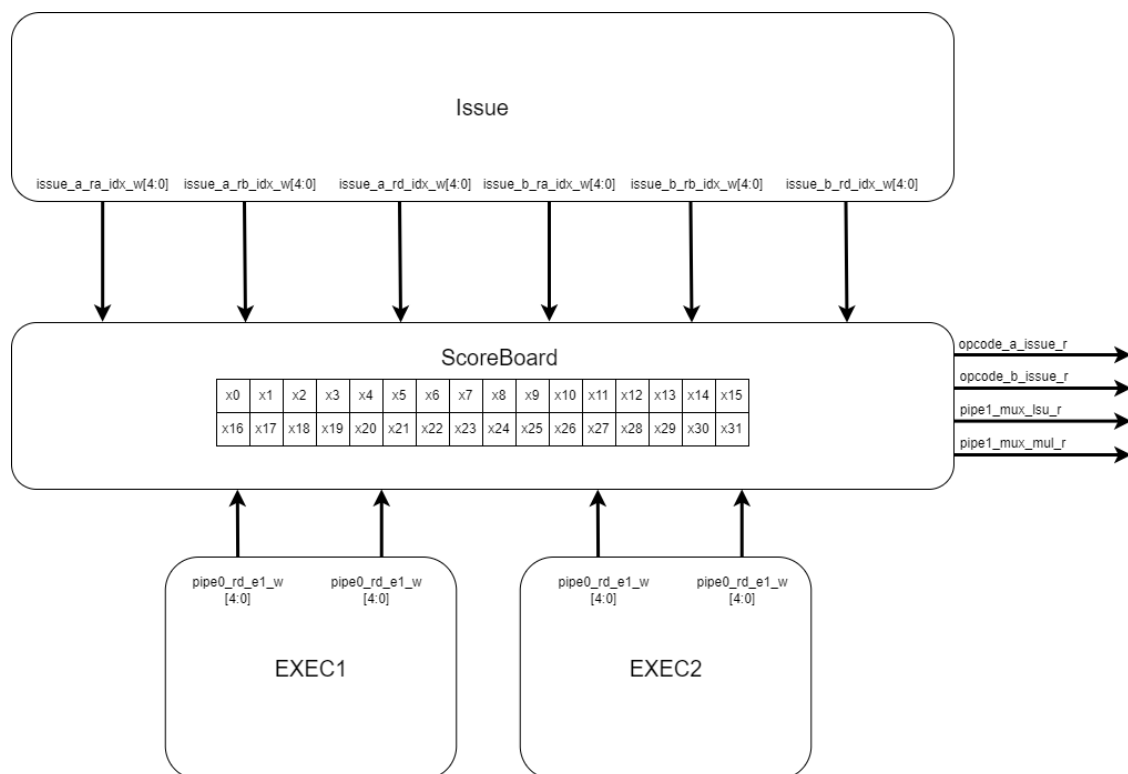 Issue
issue_a_ra_idx_w[4:0] issue_a_rb_idx_w[4:0] issue_a_rd_idx_w[4:0] issue_b_ra_idx_w[4:0] issue_b_rb_idx_w[4:0] issue_b_rd_idx_w[4:0]
ScoreBoard
x0 x1 x2 x3 x4 x5 x6 x7 x8 x9 x10 x11 x12 x13 x14 x15
x16 x17 x18 x19 x20 x21 x22 x23 x24 x25 x26 x27 x28 x29 x30 x31
opcode_a_issue_r
opcode_b_issue_r
pipe1_mux_lsu_r
pipe1_mux_mul_r
pipe0_rd_e1_w pipe0_rd_e1_w
[4:0] [4:0]
EXEC1
pipe0_rd_e1_w pipe0_rd_e1_w
[4:0] [4:0]
EXEC2